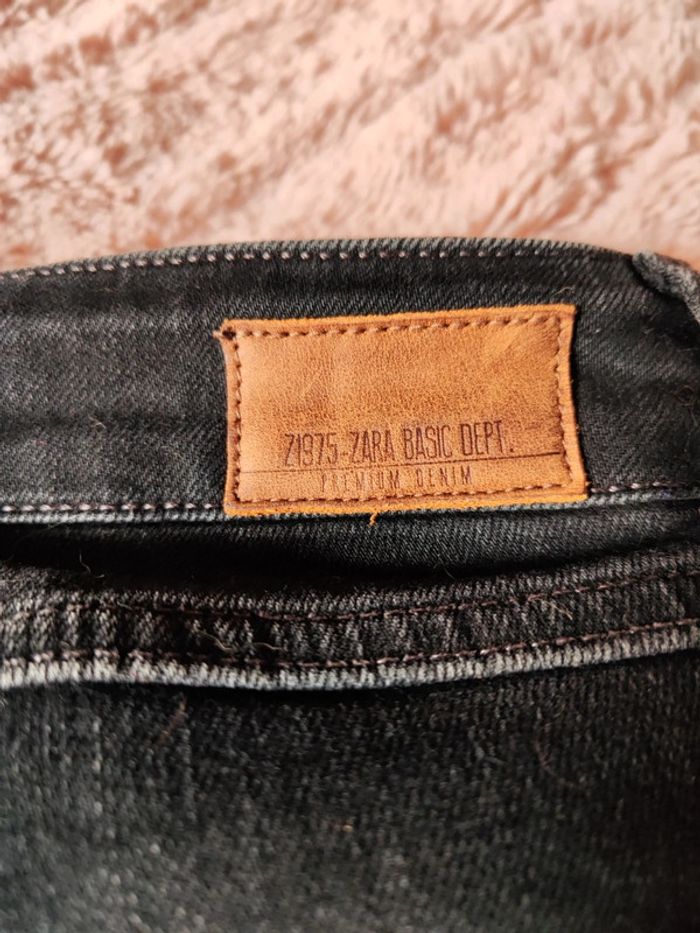 Z1975-ZARA BASIC DEPT.
PREMIUM DENIM